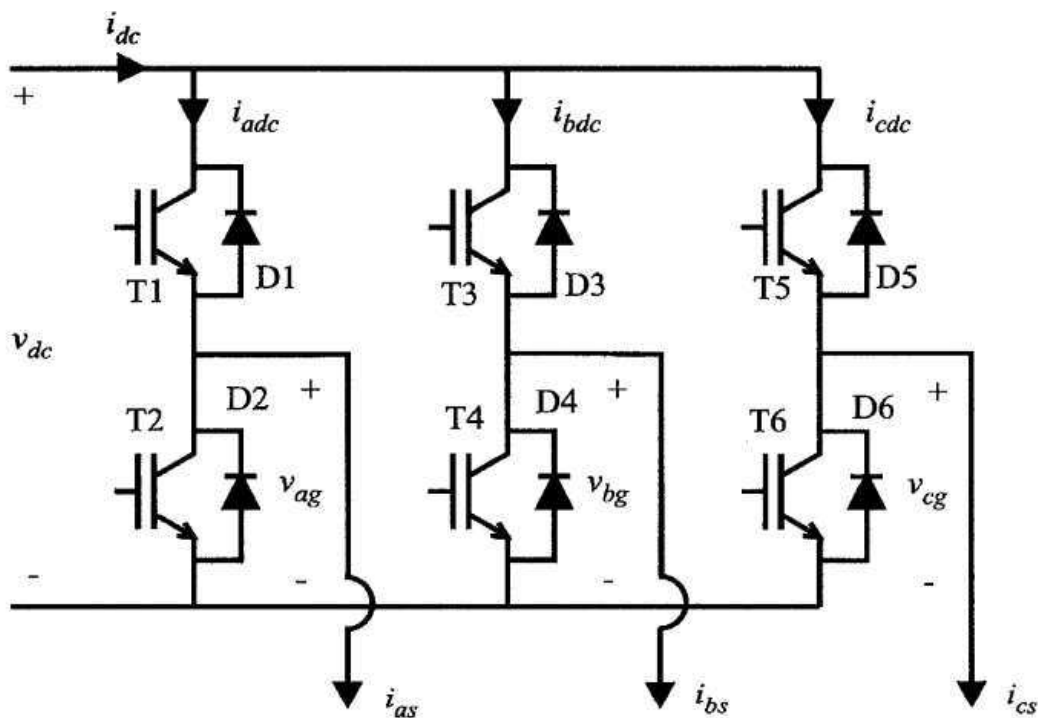 i_dc
+
i_adc i_bdc i_cdc
T1 D1 T3 D3 T5 D5
v_dc
+ + +
T2 D2 T4 D4 T6 D6
v_ag v_bg v_cg
- - - -
i_as i_bs i_cs